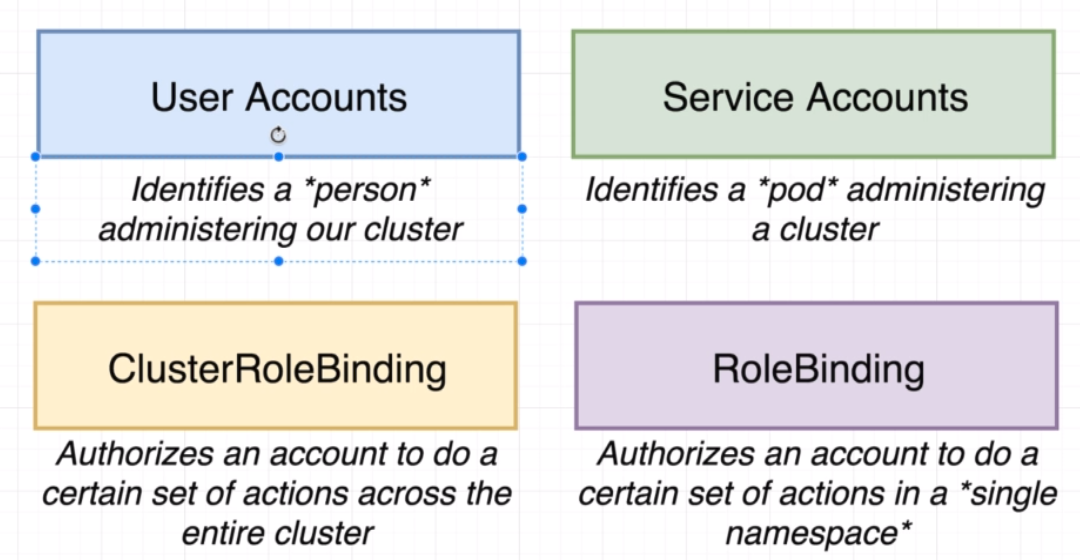 User Accounts
Identifies a *person*
administering our cluster
Service Accounts
Identifies a *pod* administering
a cluster
ClusterRoleBinding
Authorizes an account to do a
certain set of actions across the
entire cluster
RoleBinding
Authorizes an account to do a
certain set of actions in a *single
namespace*